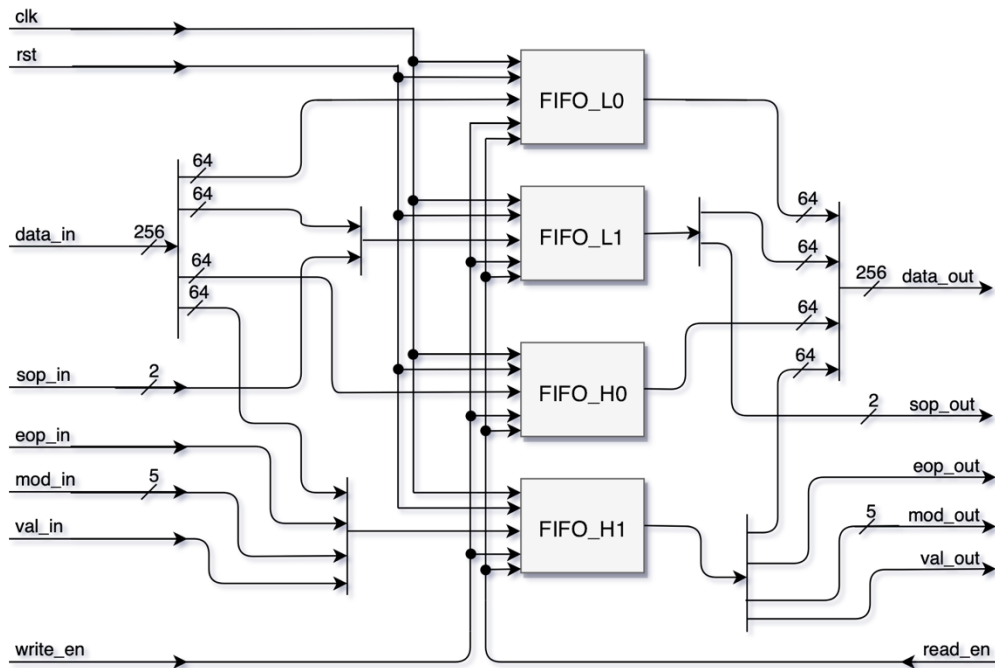 clk
rst
FIFO_L0
64
64
64
data_in
256
FIFO_L1
64
64
64
256
data_out
64
sop_in
2
FIFO_H0
64
2
sop_out
eop_in
eop_out
mod_in
5
FIFO_H1
5
mod_out
val_in
val_out
write_en
read_en